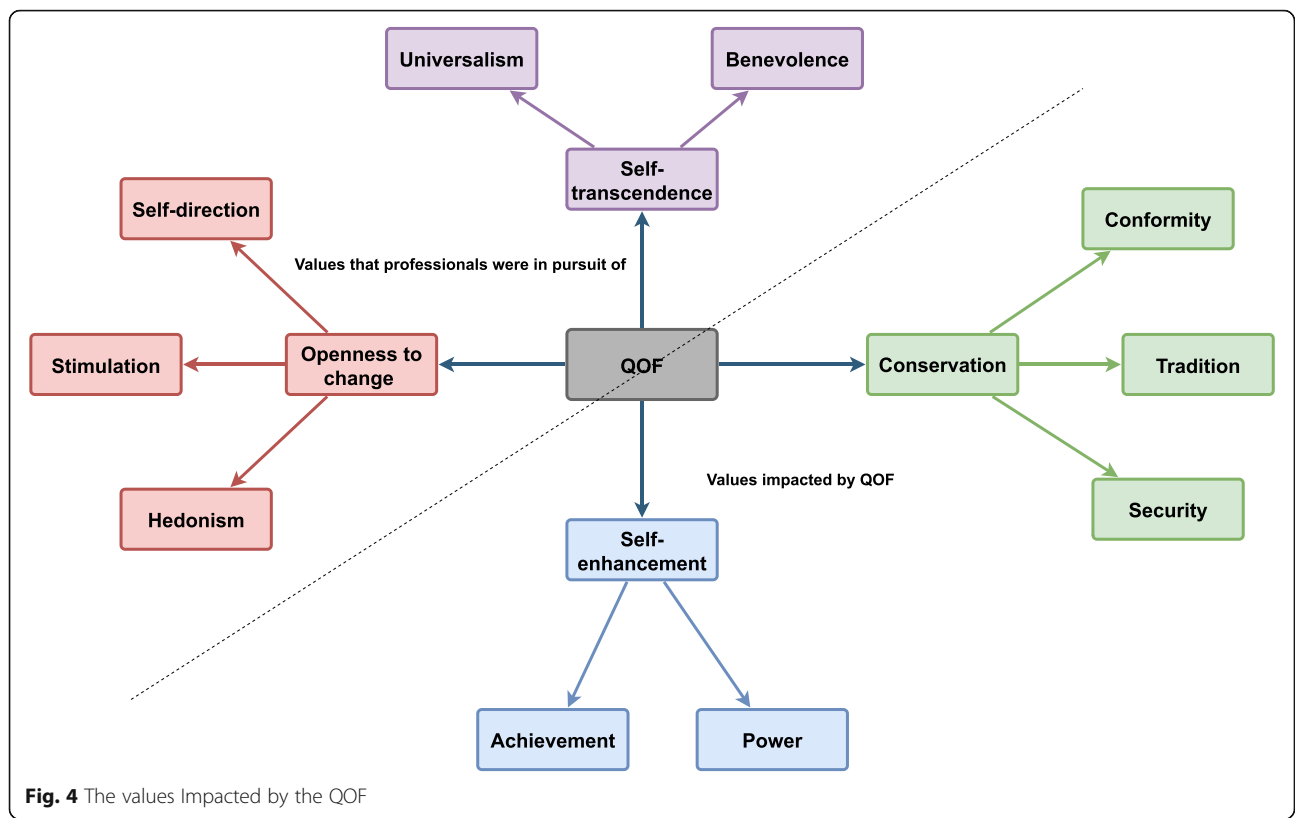 Universalism
Benevolence
Self-
transcendence
Self-direction
Conformity
Values that professionals were in pursuit of
Stimulation
Openness to
change
QOF
Conservation
Tradition
Values impacted by QOF
Hedonism
Security
Self-
enhancement
Achievement
Power
Fig. 4 The values Impacted by the QOF